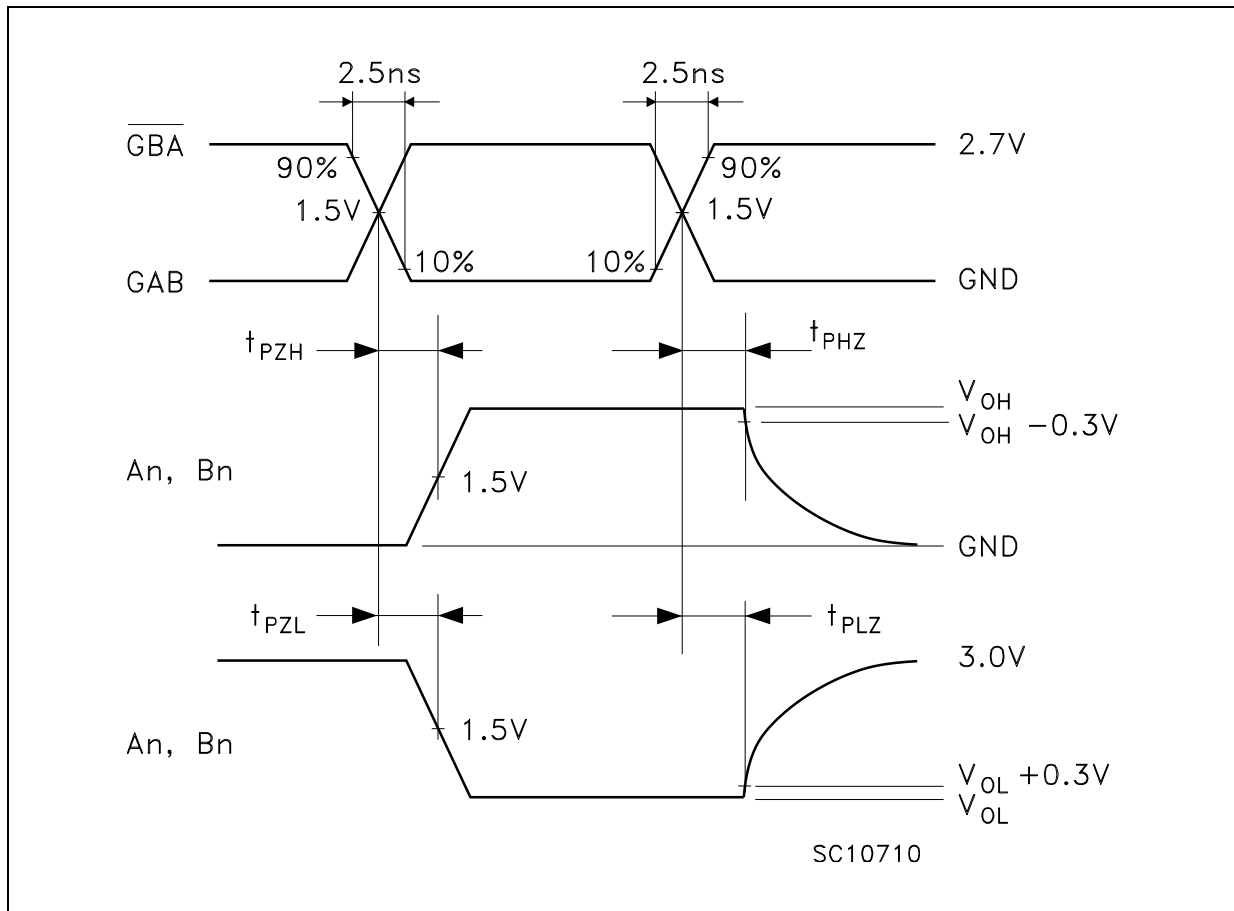 2.5ns 2.5ns
GBA 2.7V
90% 90%
1.5V 1.5V
10% 10%
GAB GND
tPZH tPHZ
VOH
VOH −0.3V
An, Bn 1.5V
GND
tPZL tPLZ
3.0V
An, Bn 1.5V
VOL +0.3V
VOL
SC10710